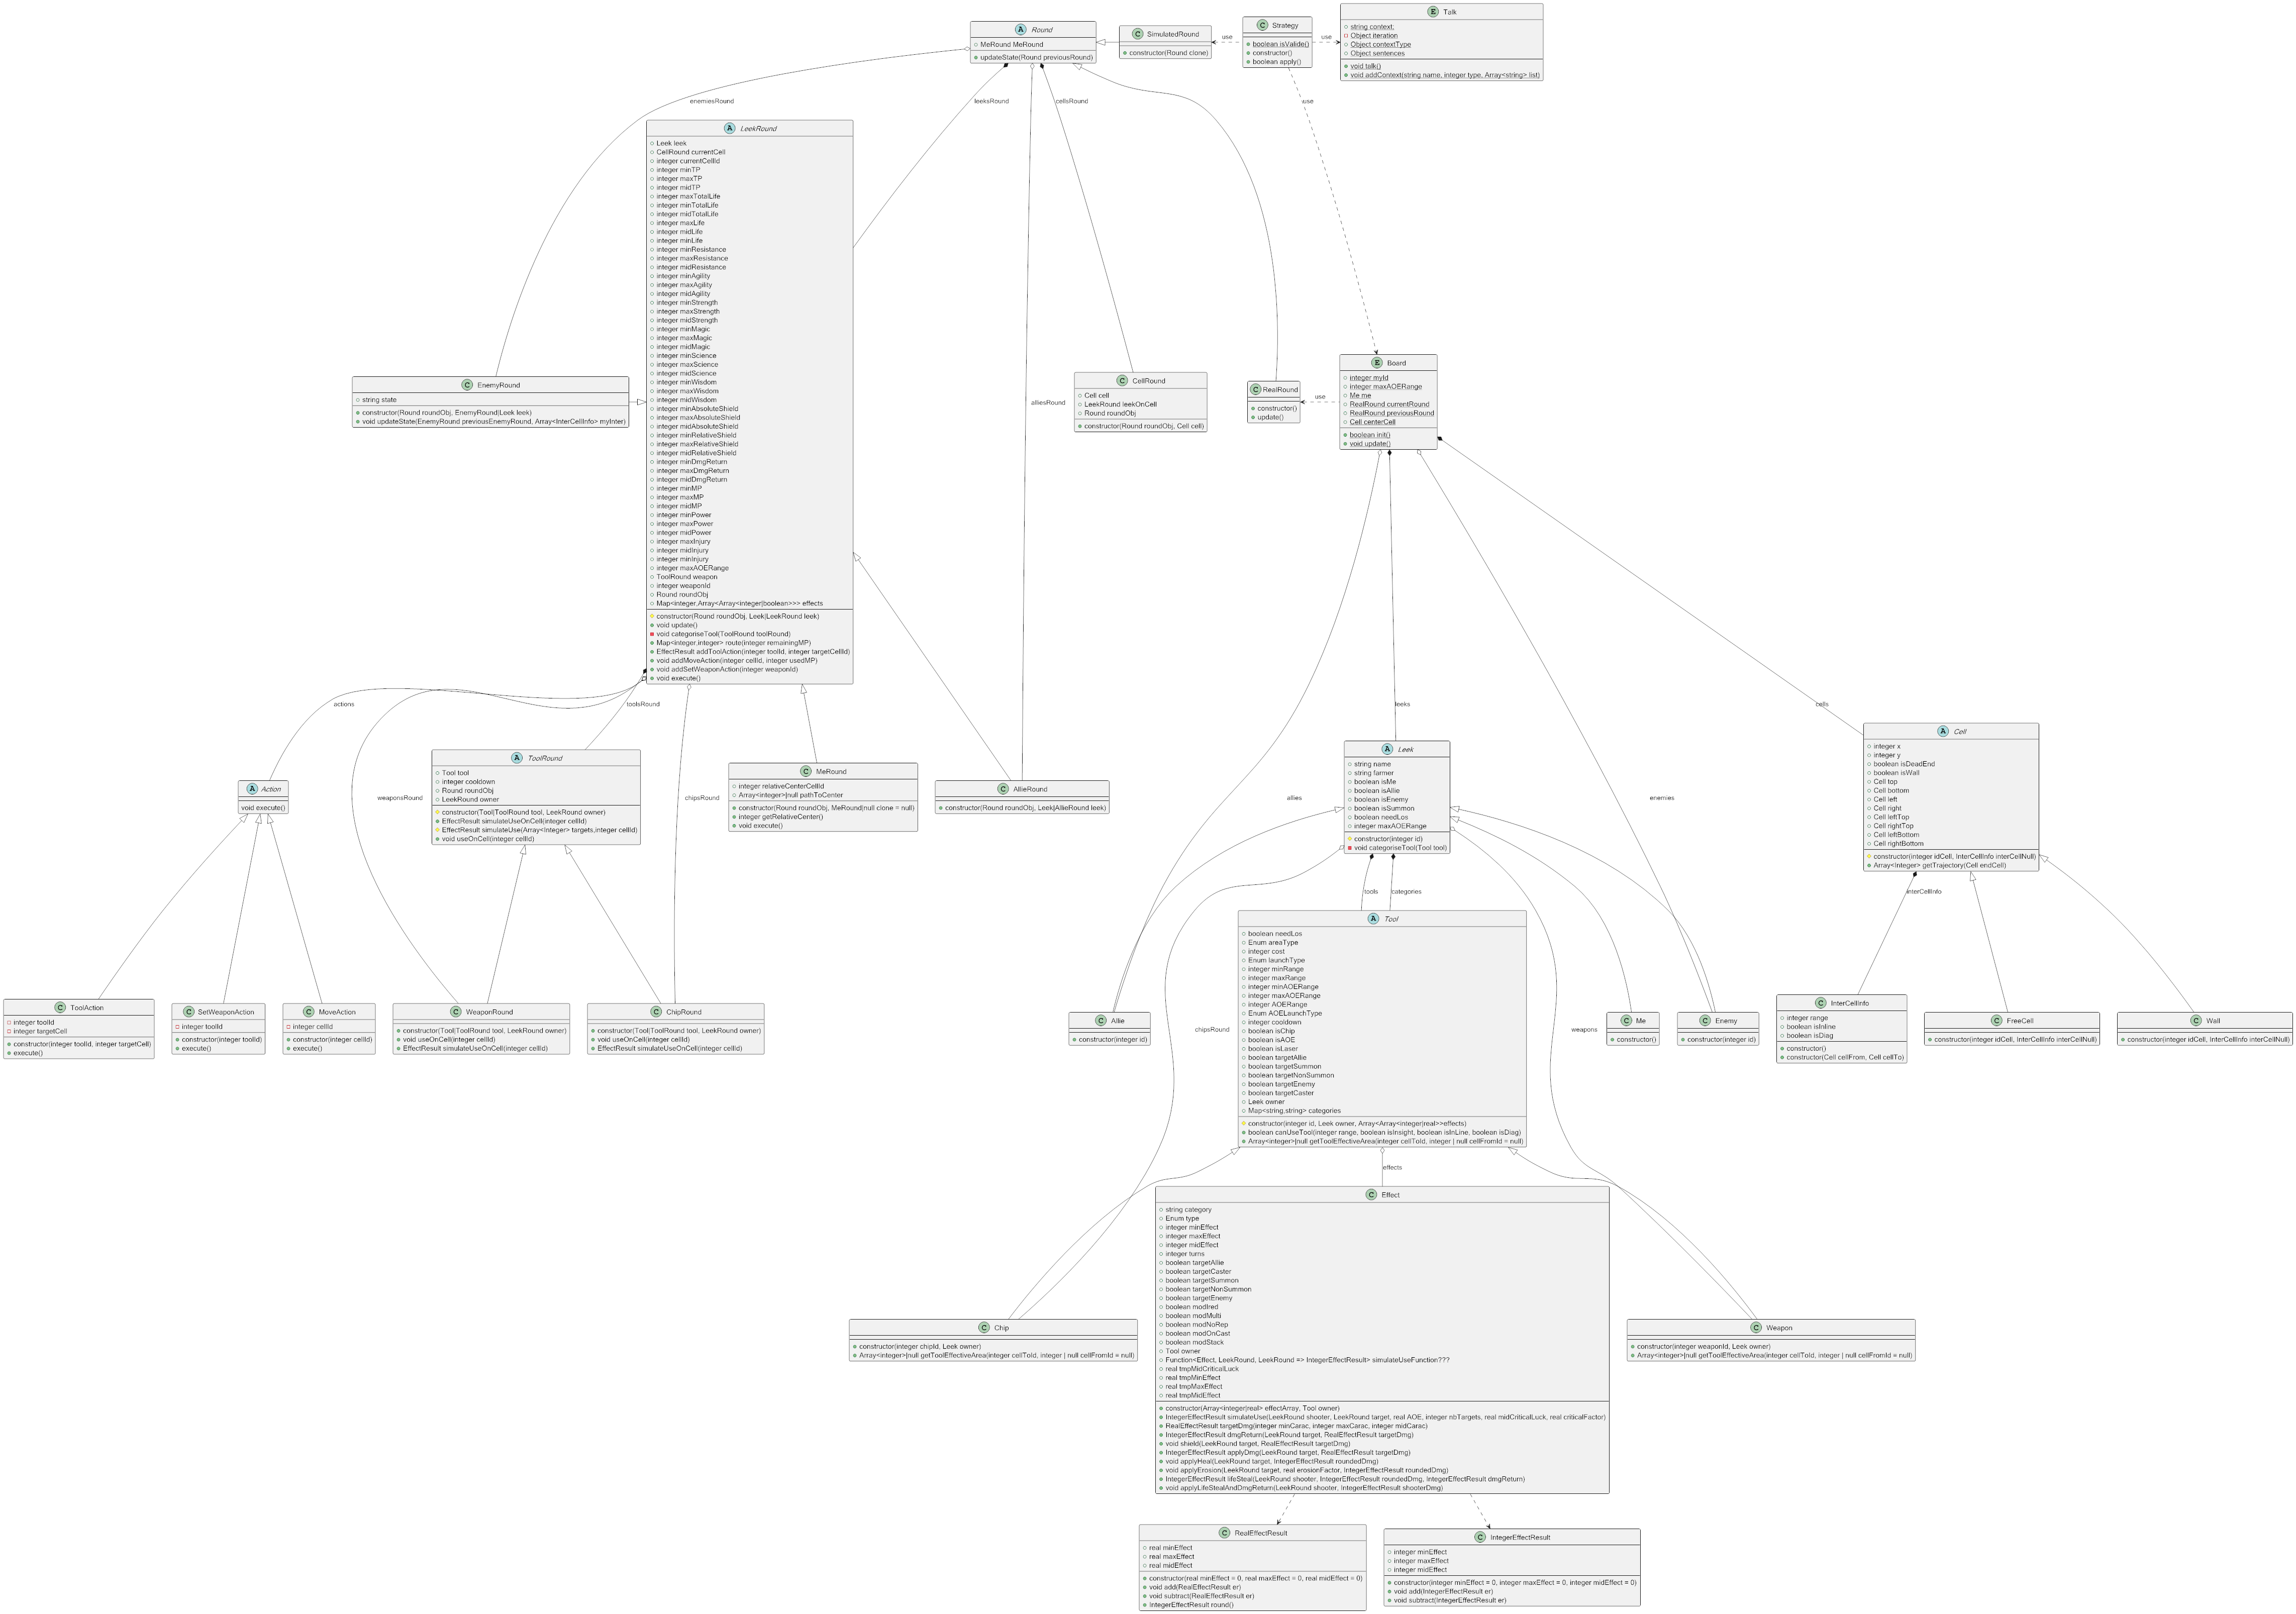 Round
MeRound MeRound
updateState(Round previousRound)
SimulatedRound
constructor(Round clone)
use
Strategy
boolean isValide()
constructor()
boolean apply()
use
Talk
string context;
Object iteration
Object contextType
Object sentences
void talk()
void addContext(string name, integer type, Array<string> list)
enemiesRound
leeksRound
cellsRound
use
LeekRound
Leek leek
CellRound currentCell
integer currentCellId
integer minTP
integer maxTP
integer midTP
integer maxTotalLife
integer minTotalLife
integer midTotalLife
integer maxLife
integer midLife
integer minLife
integer minResistance
integer maxResistance
integer midResistance
integer minAgility
integer maxAgility
integer midAgility
integer minStrength
integer maxStrength
integer midStrength
integer minMagic
integer maxMagic
integer midMagic
integer minScience
integer maxScience
integer midScience
integer minWisdom
integer maxWisdom
integer midWisdom
integer minAbsoluteShield
integer maxAbsoluteShield
integer midAbsoluteShield
integer minRelativeShield
integer maxRelativeShield
integer midRelativeShield
integer minDmgReturn
integer maxDmgReturn
integer midDmgReturn
integer minMP
integer maxMP
integer midMP
integer minPower
integer maxPower
integer midPower
integer maxInjury
integer midInjury
integer minInjury
integer maxAOERange
ToolRound weapon
integer weaponId
Round roundObj
Map<integer,Array<Array<integer|boolean>>> effects
constructor(Round roundObj, Leek|LeekRound leek)
void update()
void categoriseTool(ToolRound toolRound)
Map<integer,integer> route(integer remainingMP)
EffectResult addToolAction(integer toolId, integer targetCellId)
void addMoveAction(integer cellId, integer usedMP)
void addSetWeaponAction(integer weaponId)
void execute()
EnemyRound
string state
constructor(Round roundObj, EnemyRound|Leek leek)
void updateState(EnemyRound previousEnemyRound, Array<InterCellInfo> myInter)
alliesRound
CellRound
Cell cell
LeekRound leekOnCell
Round roundObj
constructor(Round roundObj, Cell cell)
RealRound
constructor()
update()
use
Board
integer myId
integer maxAOERange
Me me
RealRound currentRound
RealRound previousRound
Cell centerCell
boolean init()
void update()
actions
toolsRound
leeks
cells
Action
void execute()
weaponsRound
ToolRound
Tool tool
integer cooldown
Round roundObj
LeekRound owner
constructor(Tool|ToolRound tool, LeekRound owner)
EffectResult simulateUseOnCell(integer cellId)
EffectResult simulateUse(Array<Integer> targets,integer cellId)
void useOnCell(integer cellId)
chipsRound
MeRound
integer relativeCenterCellId
Array<integer>|null pathToCenter
constructor(Round roundObj, MeRound|null clone = null)
integer getRelativeCenter()
void execute()
AllieRound
constructor(Round roundObj, Leek|AllieRound leek)
allies
Leek
string name
string farmer
boolean isMe
boolean isAllie
boolean isEnemy
boolean isSummon
boolean needLos
integer maxAOERange
constructor(integer id)
void categoriseTool(Tool tool)
enemies
Cell
integer x
integer y
boolean isDeadEnd
boolean isWall
Cell top
Cell bottom
Cell left
Cell right
Cell leftTop
Cell rightTop
Cell leftBottom
Cell rightBottom
constructor(integer idCell, InterCellInfo interCellNull)
Array<Integer> getTrajectory(Cell endCell)
tools
categories
interCellInfo
ToolAction
integer toolId
integer targetCell
constructor(integer toolId, integer targetCell)
execute()
SetWeaponAction
integer toolId
constructor(integer toolId)
execute()
MoveAction
integer cellId
constructor(integer cellId)
execute()
WeaponRound
constructor(Tool|ToolRound tool, LeekRound owner)
void useOnCell(integer cellId)
EffectResult simulateUseOnCell(integer cellId)
ChipRound
constructor(Tool|ToolRound tool, LeekRound owner)
void useOnCell(integer cellId)
EffectResult simulateUseOnCell(integer cellId)
Allie
constructor(integer id)
chipsRound
Tool
boolean needLos
Enum areaType
integer cost
Enum launchType
integer minRange
integer maxRange
integer minAOERange
integer maxAOERange
integer AOERange
Enum AOELaunchType
integer cooldown
boolean isChip
boolean isAOE
boolean isLaser
boolean targetAllie
boolean targetSummon
boolean targetNonSummon
boolean targetEnemy
boolean targetCaster
Leek owner
Map<string,string> categories
constructor(integer id, Leek owner, Array<Array<integer|real>>effects)
boolean canUseTool(integer range, boolean isInsight, boolean isInLine, boolean isDiag)
Array<integer>|null getToolEffectiveArea(integer cellToId, integer | null cellFromId = null)
weapons
Me
constructor()
Enemy
constructor(integer id)
InterCellInfo
integer range
boolean isInline
boolean isDiag
constructor()
constructor(Cell cellFrom, Cell cellTo)
FreeCell
constructor(integer idCell, InterCellInfo interCellNull)
Wall
constructor(integer idCell, InterCellInfo interCellNull)
effects
Chip
constructor(integer chipId, Leek owner)
Array<integer>|null getToolEffectiveArea(integer cellToId, integer | null cellFromId = null)
Effect
string category
Enum type
integer minEffect
integer maxEffect
integer midEffect
integer turns
boolean targetAllie
boolean targetCaster
boolean targetSummon
boolean targetNonSummon
boolean targetEnemy
boolean modIred
boolean modMulti
boolean modNoRep
boolean modOnCast
boolean modStack
Tool owner
Function<Effect, LeekRound, LeekRound => IntegerEffectResult> simulateUseFunction???
real tmpMidCriticalLuck
real tmpMinEffect
real tmpMaxEffect
real tmpMidEffect
constructor(Array<integer|real> effectArray, Tool owner)
IntegerEffectResult simulateUse(LeekRound shooter, LeekRound target, real AOE, integer nbTargets, real midCriticalLuck, real criticalFactor)
RealEffectResult targetDmg(integer minCarac, integer maxCarac, integer midCarac)
IntegerEffectResult dmgReturn(LeekRound target, RealEffectResult targetDmg)
void shield(LeekRound target, RealEffectResult targetDmg)
IntegerEffectResult applyDmg(LeekRound target, RealEffectResult targetDmg)
void applyHeal(LeekRound target, IntegerEffectResult roundedDmg)
void applyErosion(LeekRound target, real erosionFactor, IntegerEffectResult roundedDmg)
IntegerEffectResult lifeSteal(LeekRound shooter, IntegerEffectResult roundedDmg, IntegerEffectResult dmgReturn)
void applyLifeStealAndDmgReturn(LeekRound shooter, IntegerEffectResult shooterDmg)
Weapon
constructor(integer weaponId, Leek owner)
Array<integer>|null getToolEffectiveArea(integer cellToId, integer | null cellFromId = null)
RealEffectResult
real minEffect
real maxEffect
real midEffect
constructor(real minEffect = 0, real maxEffect = 0, real midEffect = 0)
void add(RealEffectResult er)
void subtract(RealEffectResult er)
IntegerEffectResult round()
IntegerEffectResult
integer minEffect
integer maxEffect
integer midEffect
constructor(integer minEffect = 0, integer maxEffect = 0, integer midEffect = 0)
void add(IntegerEffectResult er)
void subtract(IntegerEffectResult er)